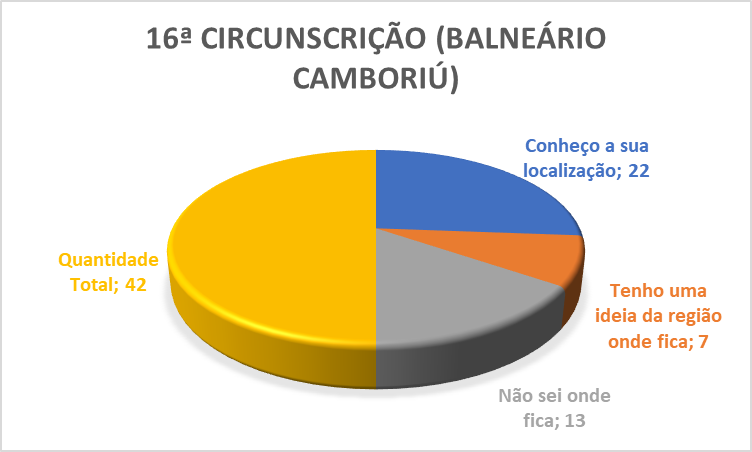 16ª CIRCUNSCRIÇÃO (BALNEÁRIO
CAMBORIÚ)
Conheço a sua
localização; 22
Quantidade
Total; 42
Tenho uma
ideia da região
onde fica; 7
Não sei onde
fica; 13